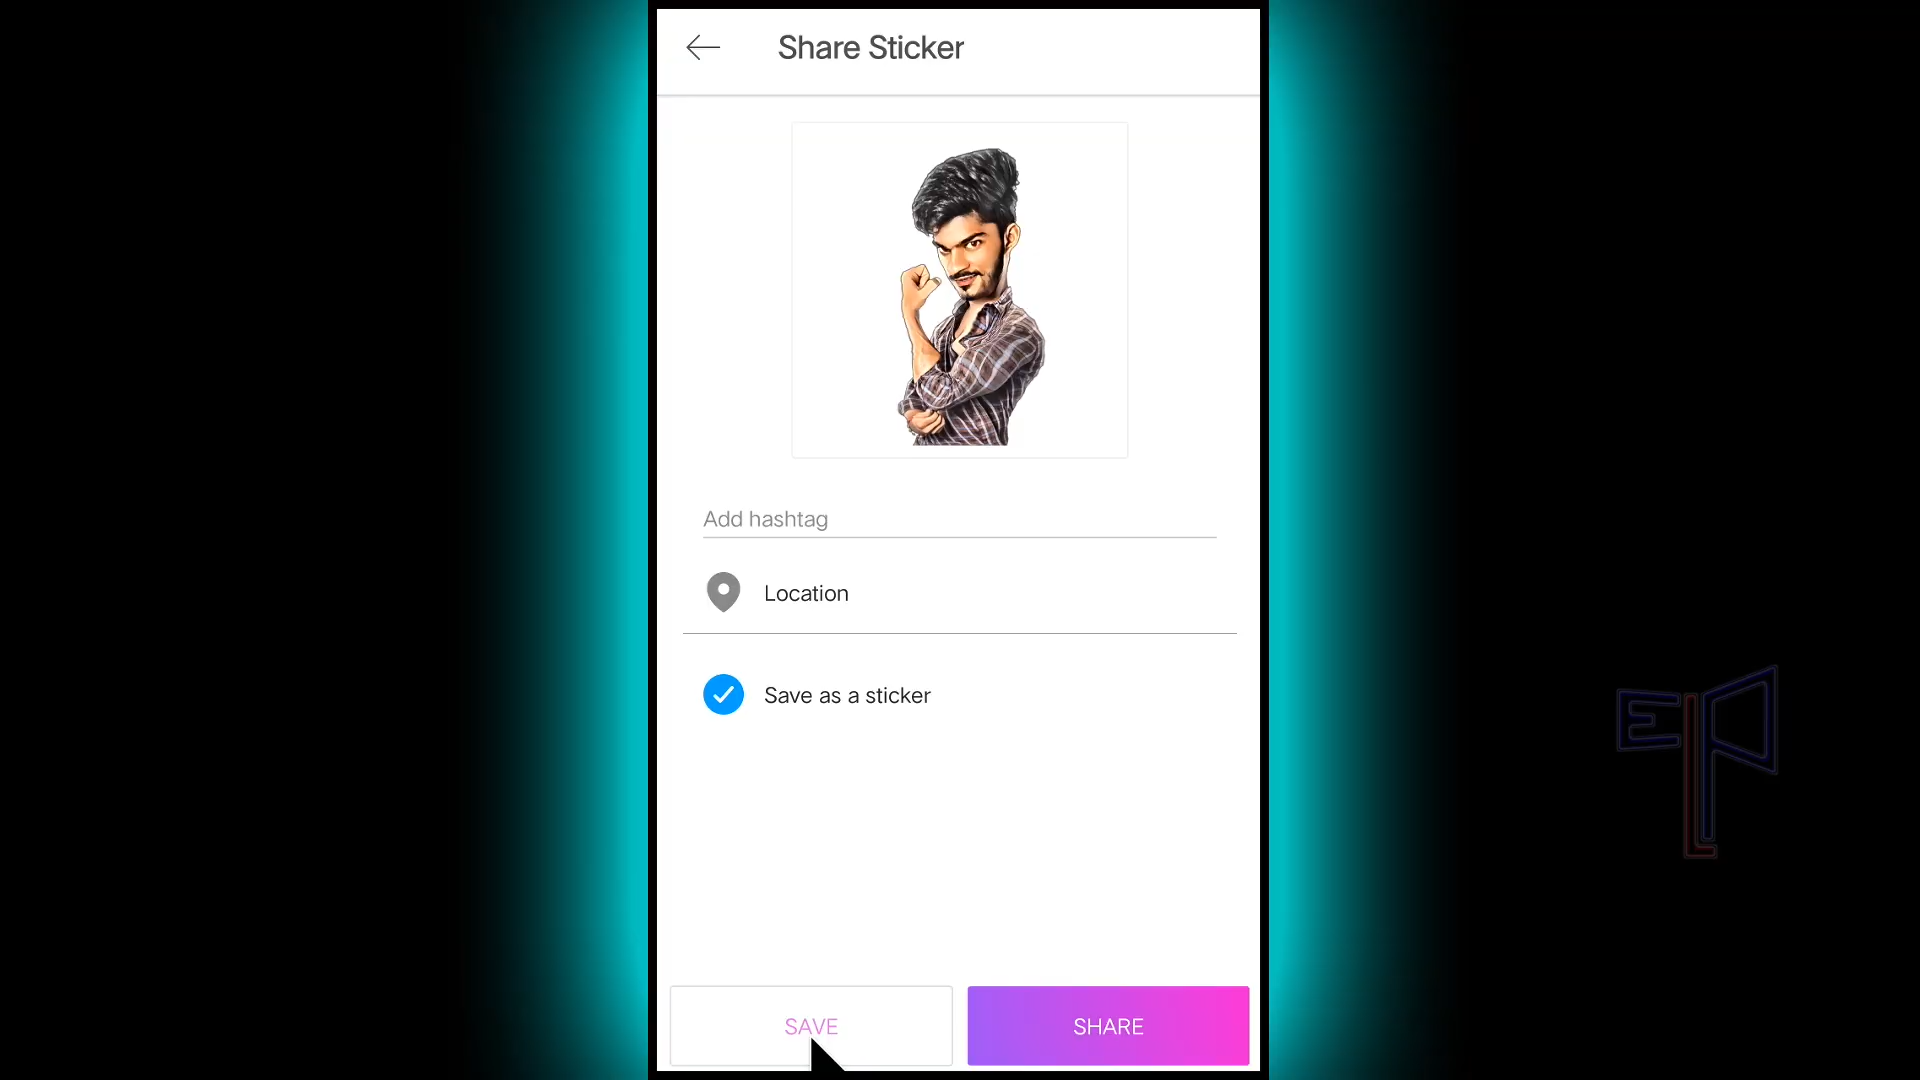 Share Sticker
Add hashtag
Location
Save as a sticker
SAVE
SHARE